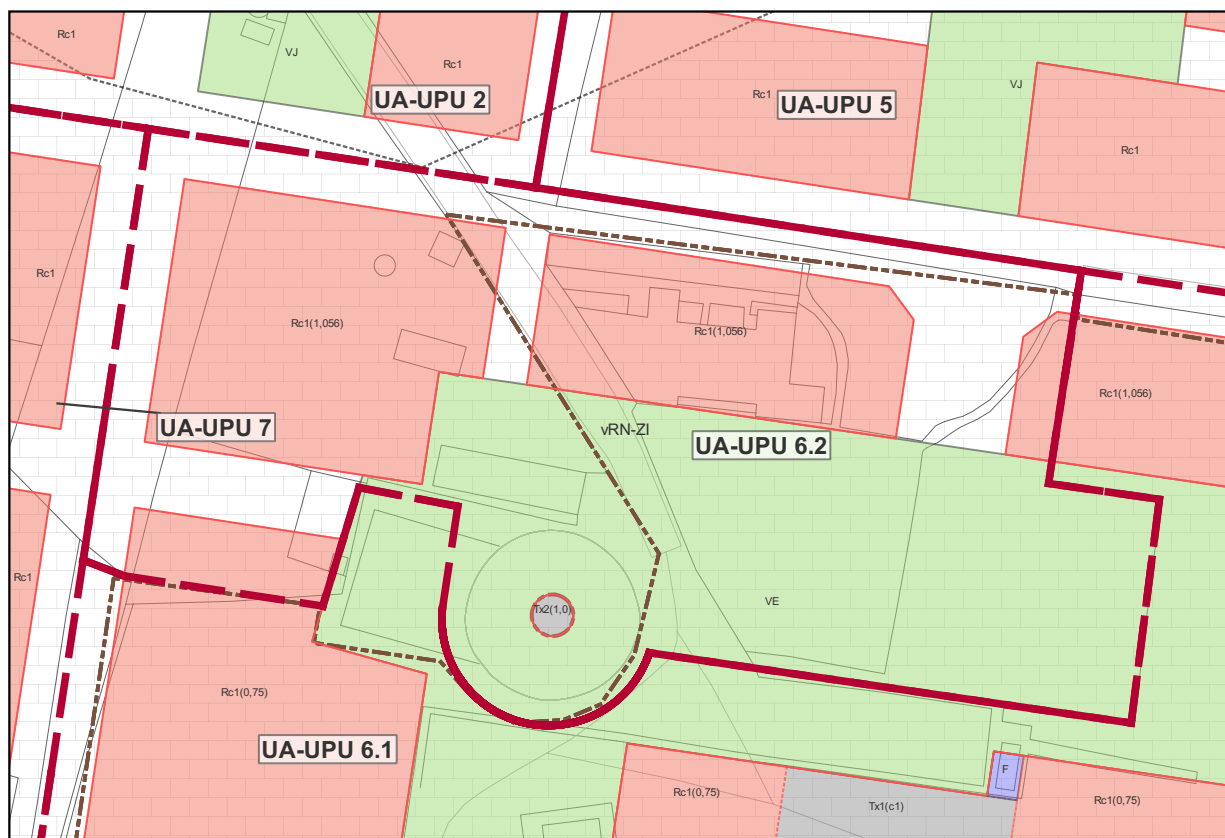 Rc1
VJ
Rc1
UA-UPU 2
Rc1
UA-UPU 5
VJ
Rc1
Rc1
Rc1(1,056)
Rc1(1,056)
Rc1(1,056)
UA-UPU 7
vRN-ZI
UA-UPU 6.2
Rc1
Tx2(1,0)
VE
Rc1(0,75)
UA-UPU 6.1
F
Rc1(0,75)
Tx1(c1)
Rc1(0,75)